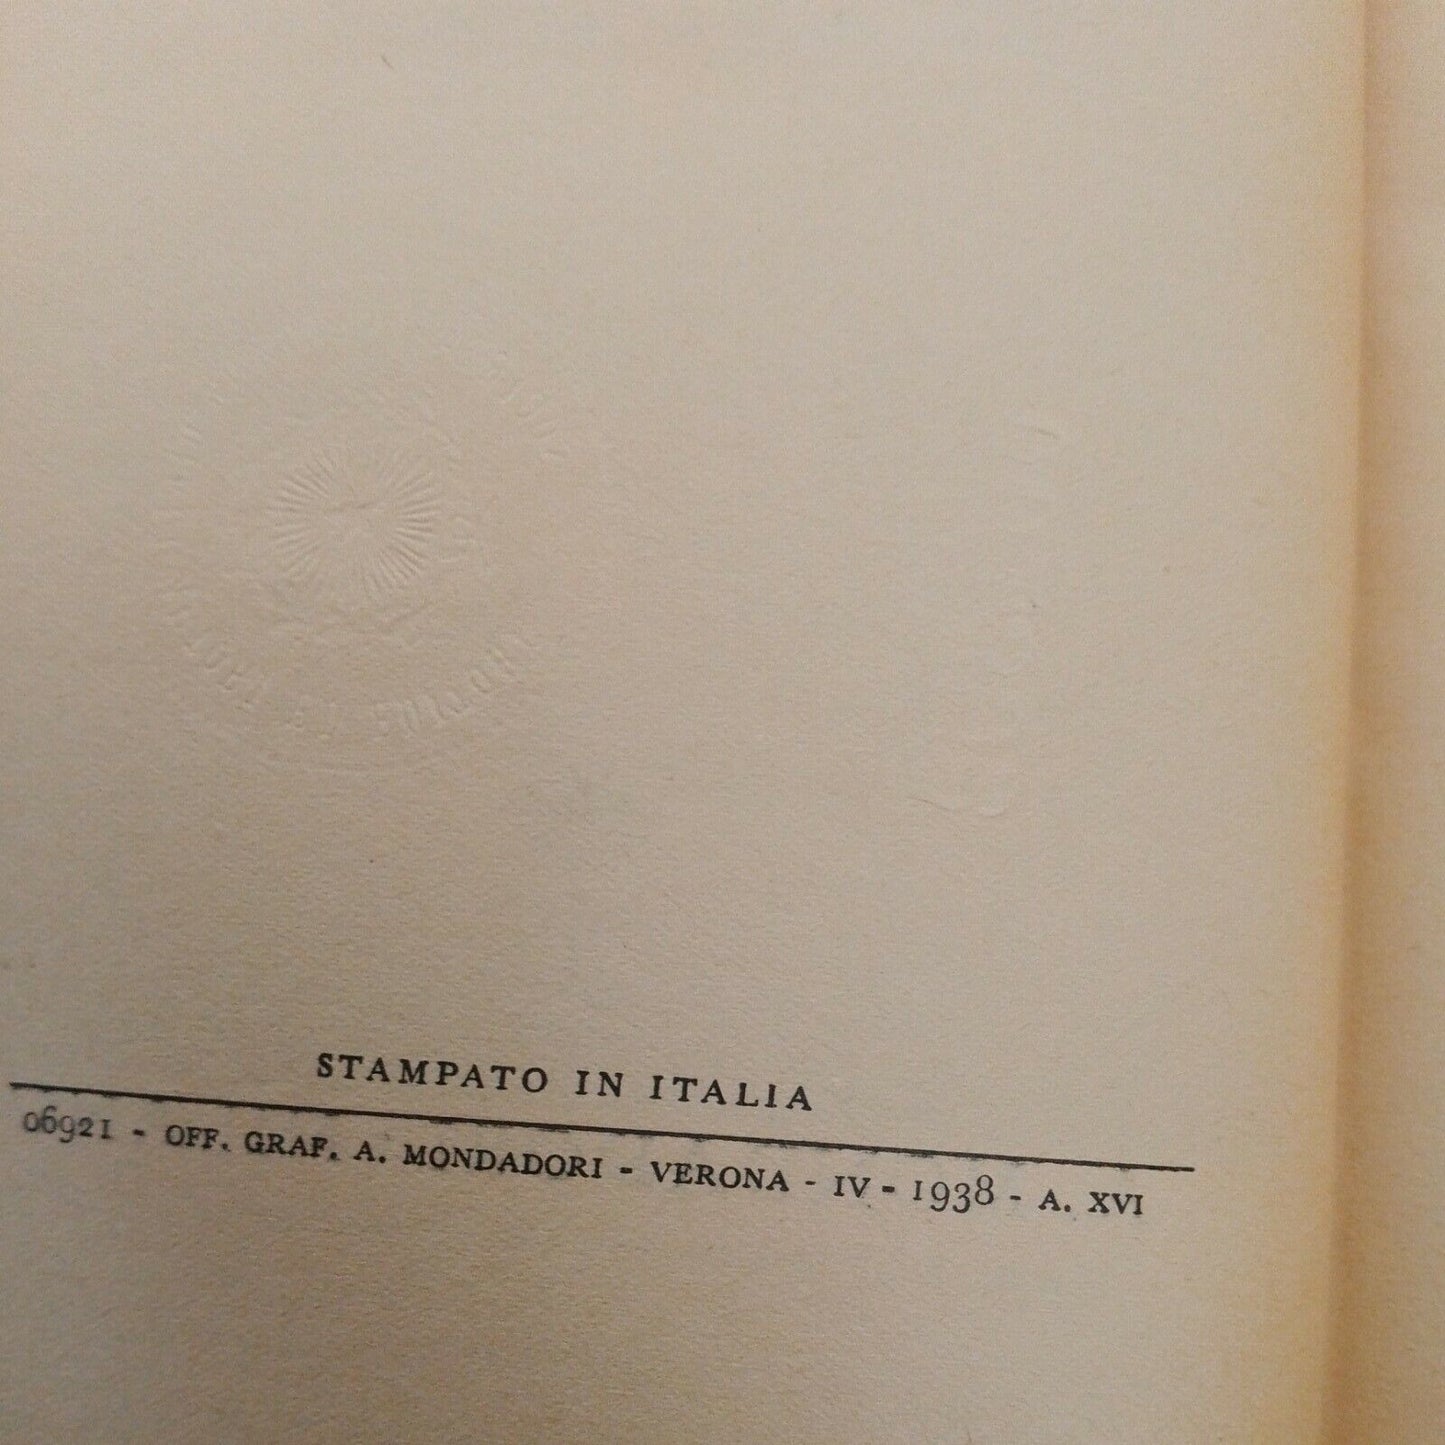 STAMPATO IN ITALIA
06921 - OFF. GRAF. A. MONDADORI - VERONA - IV - 1938 - A. XVI